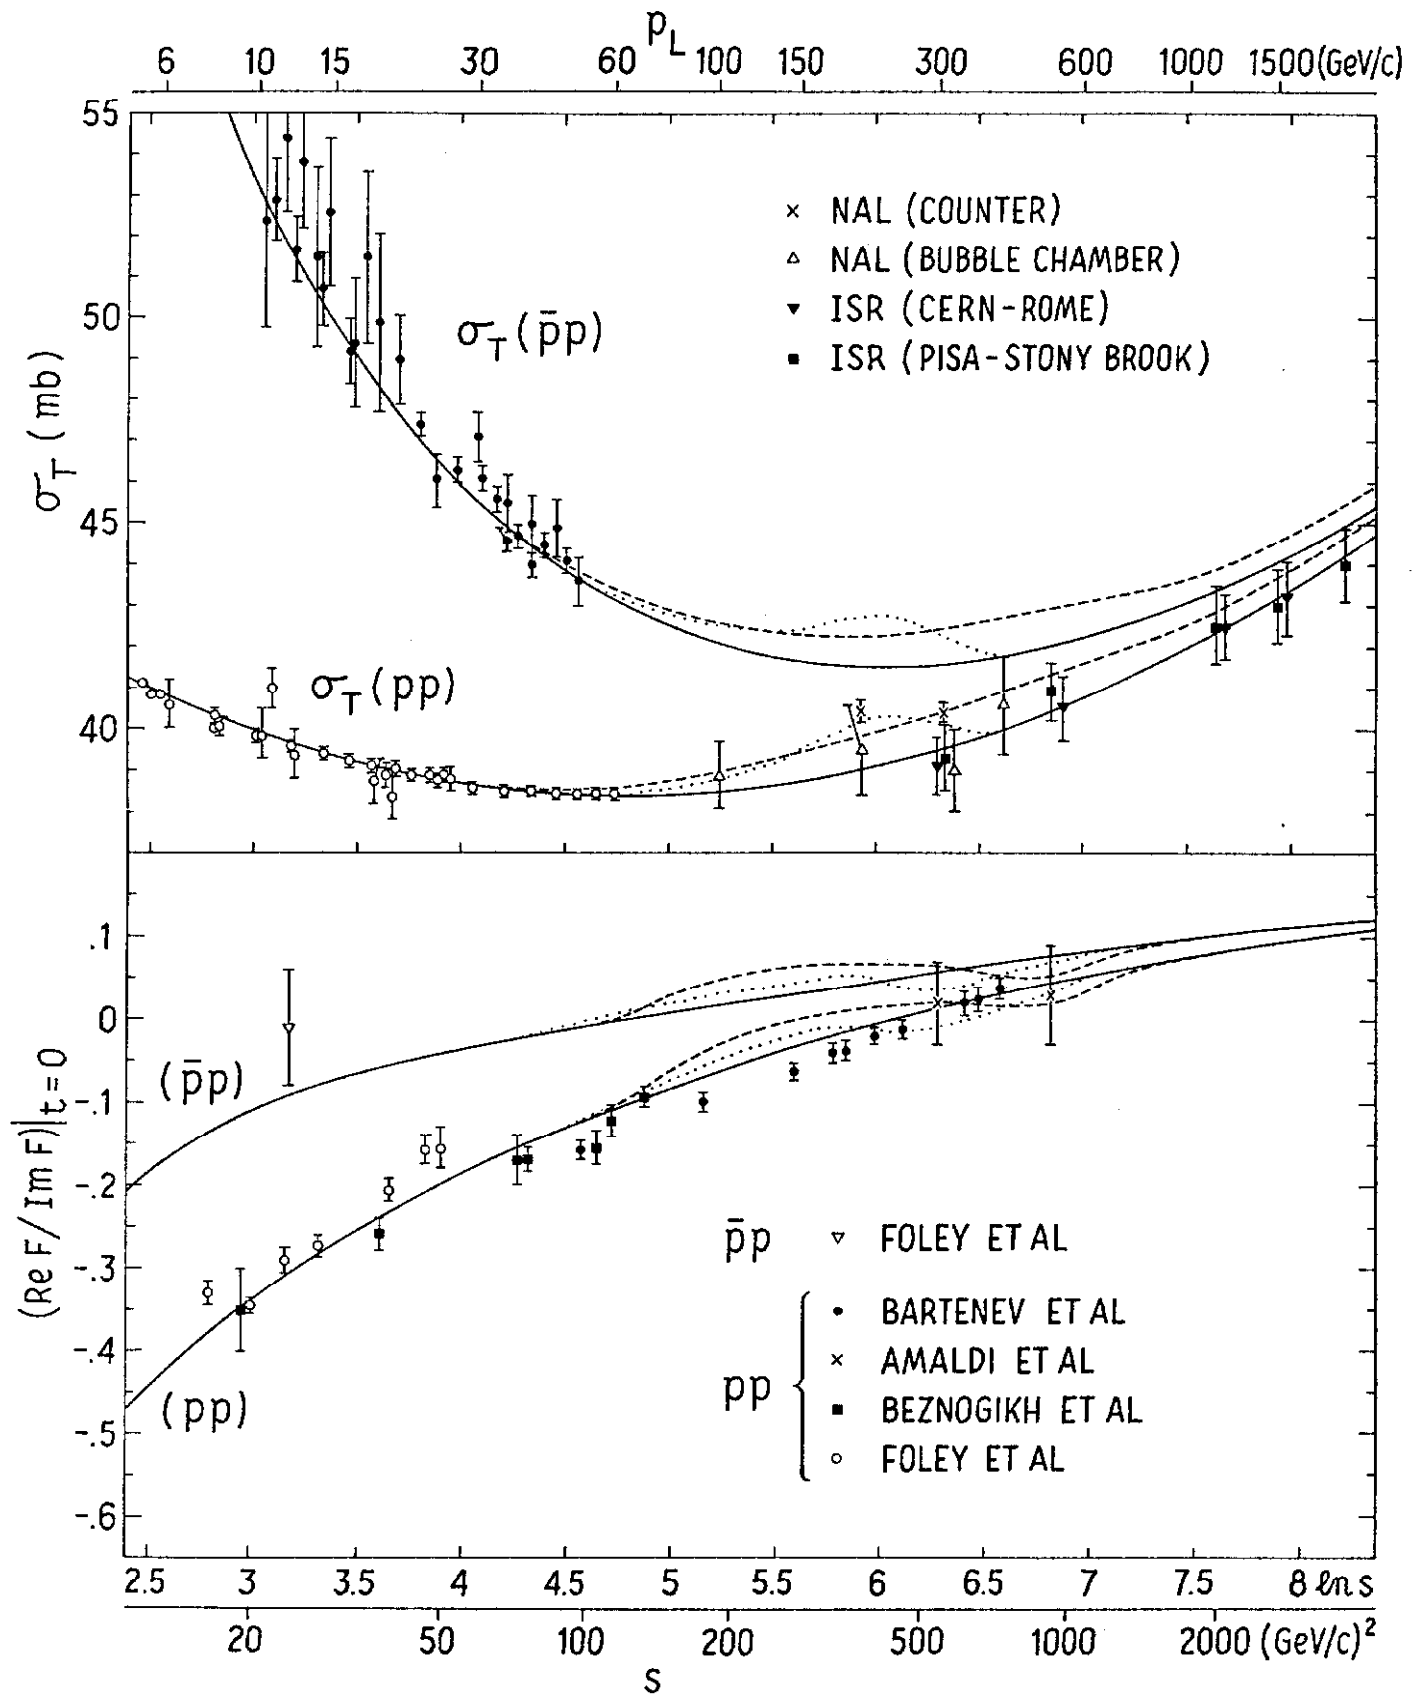 p_L
6 10 15 30 60 100 150 300 600 1000 1500 (GeV/c)
55
50
45
40
σ_T (mb)
× NAL (COUNTER)
△ NAL (BUBBLE CHAMBER)
▼ ISR (CERN-ROME)
■ ISR (PISA-STONY BROOK)
σ_T (p̄p)
σ_T (pp)
.1
0
-.1
-.2
-.3
-.4
-.5
-.6
(Re F/Im F)|t=0
(p̄p)
(pp)
p̄p ▽ FOLEY ET AL
● BARTENEV ET AL
pp × AMALDI ET AL
■ BEZNOGIKH ET AL
○ FOLEY ET AL
2.5 3 3.5 4 4.5 5 5.5 6 6.5 7 7.5 8 ℓn s
20 50 100 200 500 1000 2000 (GeV/c)²
s